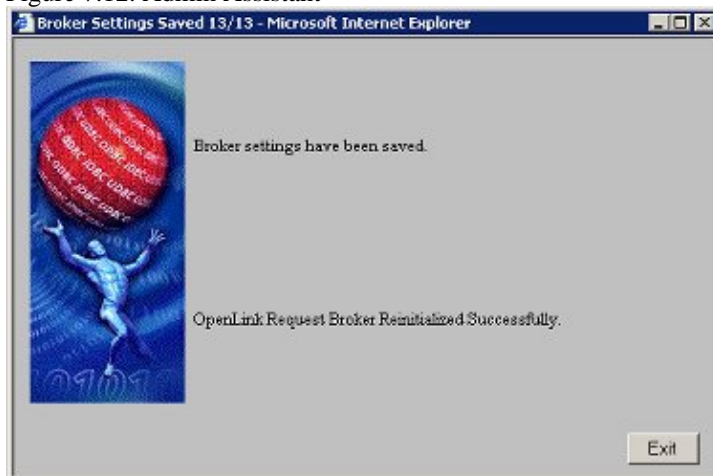 Broker Settings Saved 13/13 - Microsoft Internet Explorer
Broker settings have been saved.
OpenLink Request Broker Reinitialized Successfully.
Exit